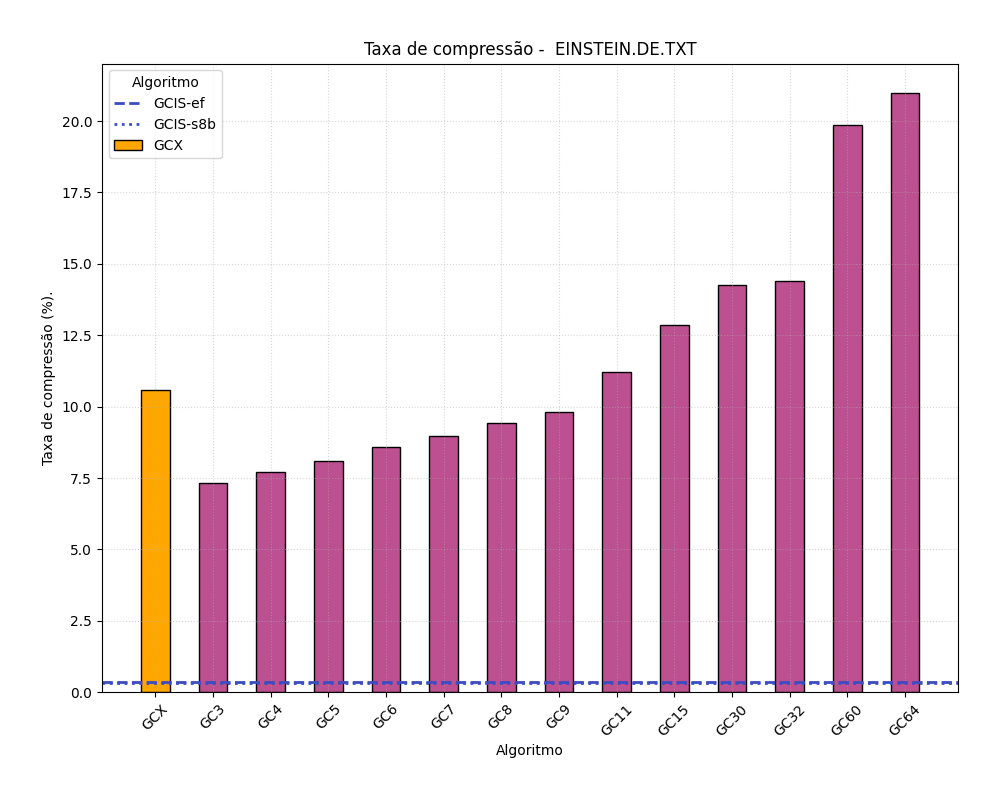 Taxa de compressão -  EINSTEIN.DE.TXT
Algoritmo
GCIS-ef
GCIS-s8b
GCX
Taxa de compressão (%).
20.0
17.5
15.0
12.5
10.0
7.5
5.0
2.5
0.0
GCX
GC3
GC4
GC5
GC6
GC7
GC8
GC9
GC11
GC15
GC30
GC32
GC60
GC64
Algoritmo